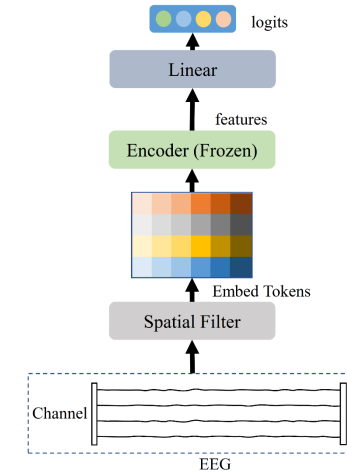 logits
Linear
features
Encoder (Frozen)
Embed Tokens
Spatial Filter
Channel
EEG